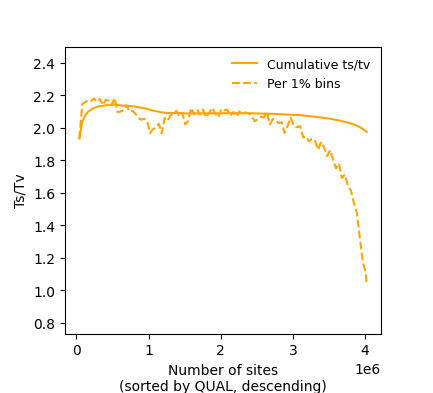 2.4
2.2
2.0
1.8
1.6
1.4
1.2
1.0
0.8
Ts/Tv
Cumulative ts/tv
Per 1% bins
0 1 2 3 4
1e6
Number of sites
(sorted by QUAL, descending)